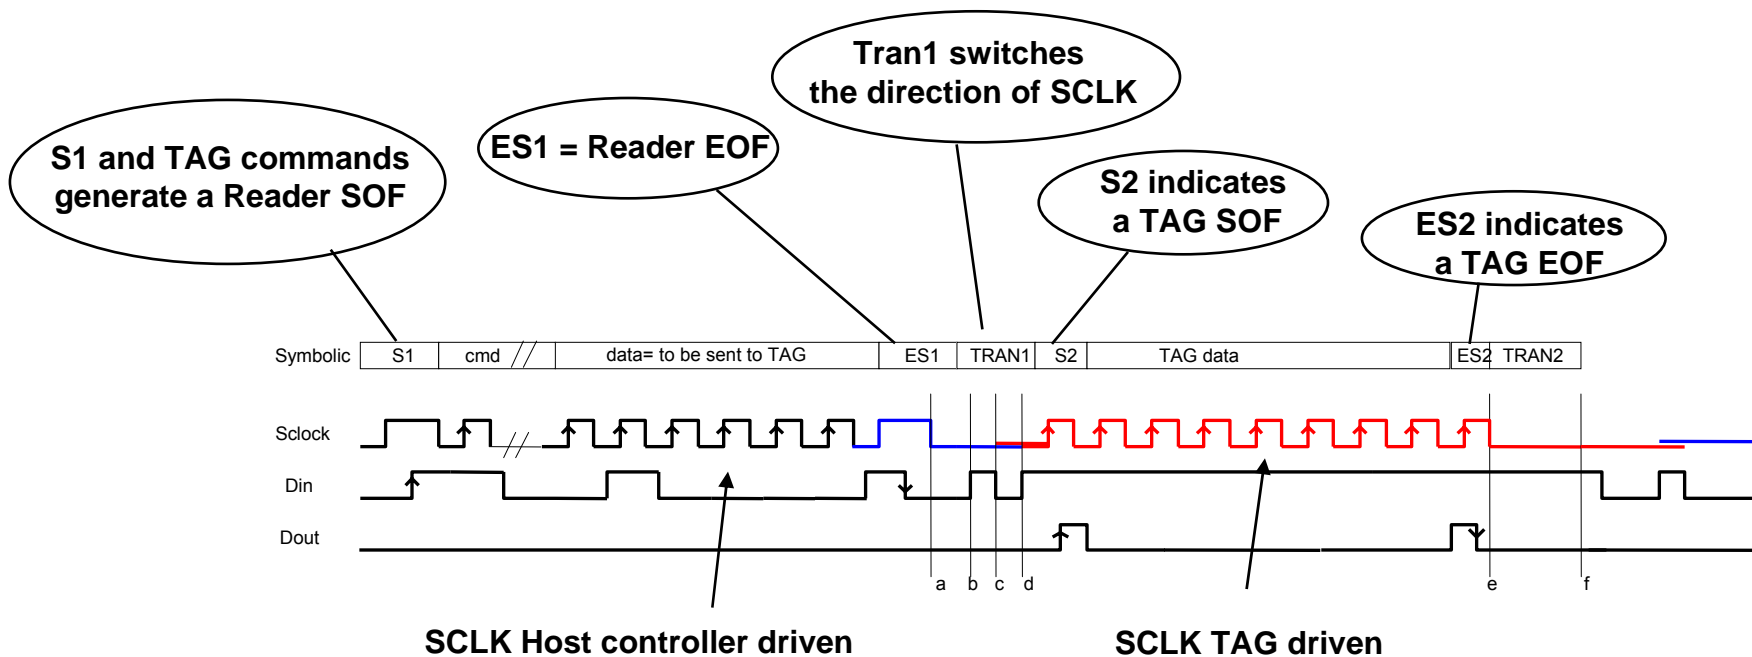 Tran1 switches
the direction of SCLK
S1 and TAG commands
generate a Reader SOF
ES1 = Reader EOF
S2 indicates
a TAG SOF
ES2 indicates
a TAG EOF
Symbolic S1 cmd data= to be sent to TAG ES1 TRAN1 S2 TAG data ES2 TRAN2
Sclock
Din
Dout
a b c d e f
SCLK Host controller driven
SCLK TAG driven